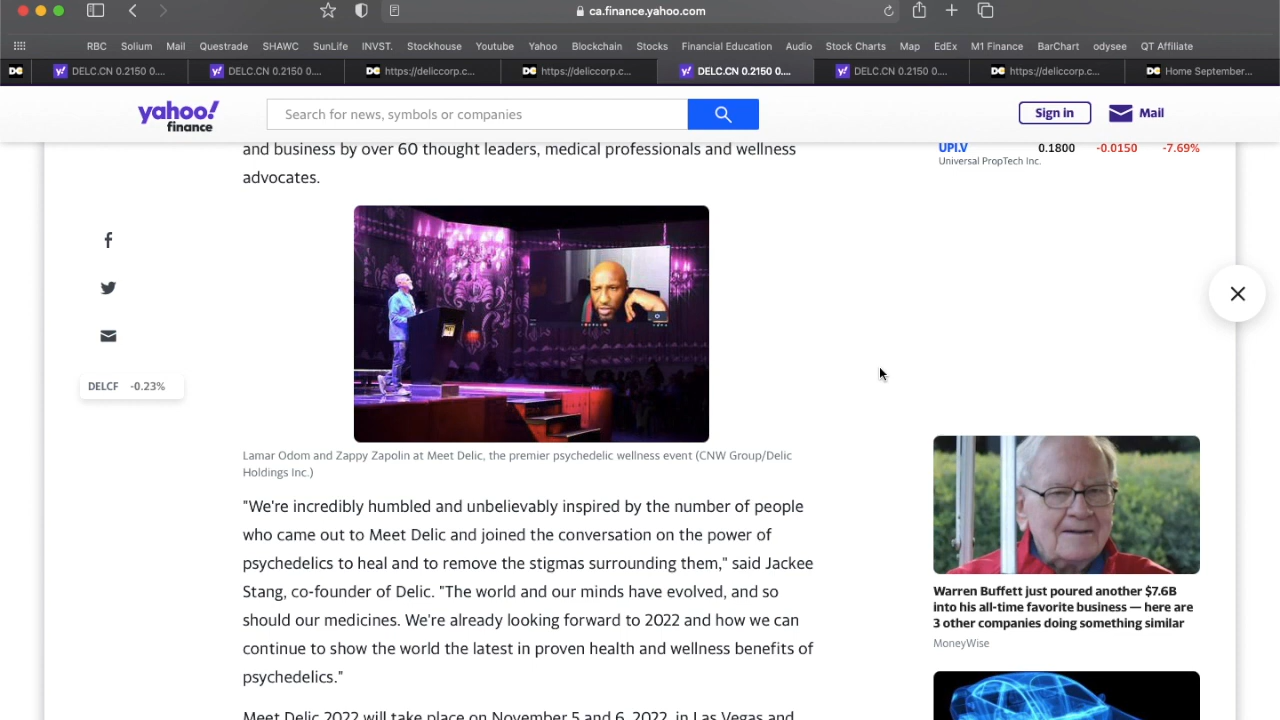 ca.finance.yahoo.com
RBC Solium Mail Questrade SHAWC SunLife INVST. Stockhouse Youtube Yahoo Blockchain Stocks Financial Education Audio Stock Charts Map EdEx M1 Finance BarChart odysee QT Affiliate
DC y! DELC.CN 0.2150 0.... y! DELC.CN 0.2150 0.... DC https://deliccorp.c... DC https://deliccorp.c... y! DELC.CN 0.2150 0.... y! DELC.CN 0.2150 0.... DC https://deliccorp.c... DC Home September...
yahoo!
finance
Search for news, symbols or companies
Sign in
Mail
and business by over 60 thought leaders, medical professionals and wellness
advocates.
UPI.V 0.1800 -0.0150 -7.69%
Universal PropTech Inc.
DELCF -0.23%
Lamar Odom and Zappy Zapolin at Meet Delic, the premier psychedelic wellness event (CNW Group/Delic
Holdings Inc.)
"We're incredibly humbled and unbelievably inspired by the number of people
who came out to Meet Delic and joined the conversation on the power of
psychedelics to heal and to remove the stigmas surrounding them," said Jackee
Stang, co-founder of Delic. "The world and our minds have evolved, and so
should our medicines. We're already looking forward to 2022 and how we can
continue to show the world the latest in proven health and wellness benefits of
psychedelics."
Meet Delic 2022 will take place on November 5 and 6, 2022, in Las Vegas and
Warren Buffett just poured another $7.6B
into his all-time favorite business — here are
3 other companies doing something similar
MoneyWise